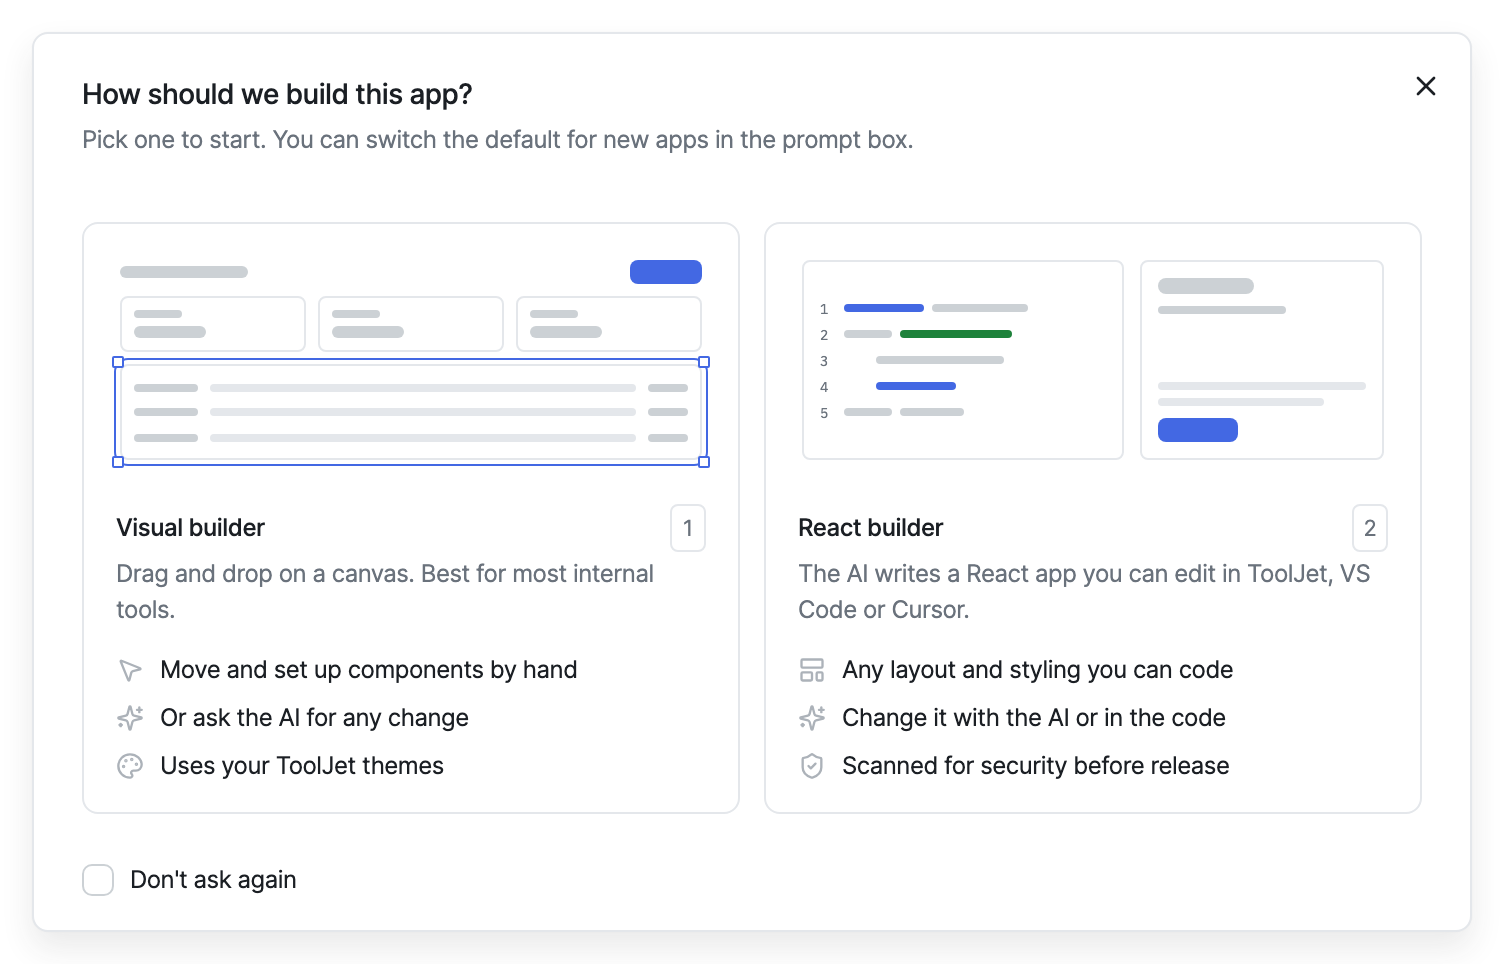 How should we build this app?
Pick one to start. You can switch the default for new apps in the prompt box.
1
2
3
4
5
Visual builder
1
Drag and drop on a canvas. Best for most internal
tools.
Move and set up components by hand
Or ask the AI for any change
Uses your ToolJet themes
React builder
2
The AI writes a React app you can edit in ToolJet, VS
Code or Cursor.
Any layout and styling you can code
Change it with the AI or in the code
Scanned for security before release
Don't ask again